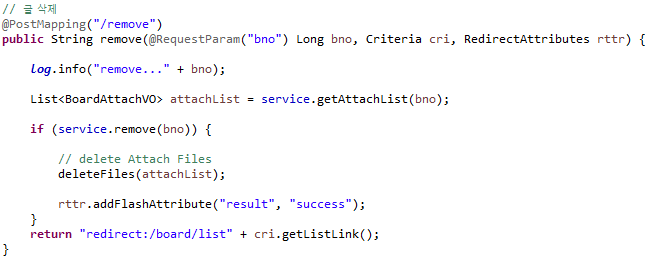 // 글 삭제
@PostMapping("/remove")
public String remove(@RequestParam("bno") Long bno, Criteria cri, RedirectAttributes rttr) {
log.info("remove..." + bno);
List<BoardAttachVO> attachList = service.getAttachList(bno);
if (service.remove(bno)) {
// delete Attach Files
deleteFiles(attachList);
rttr.addFlashAttribute("result", "success");
}
return "redirect:/board/list" + cri.getListLink();
}